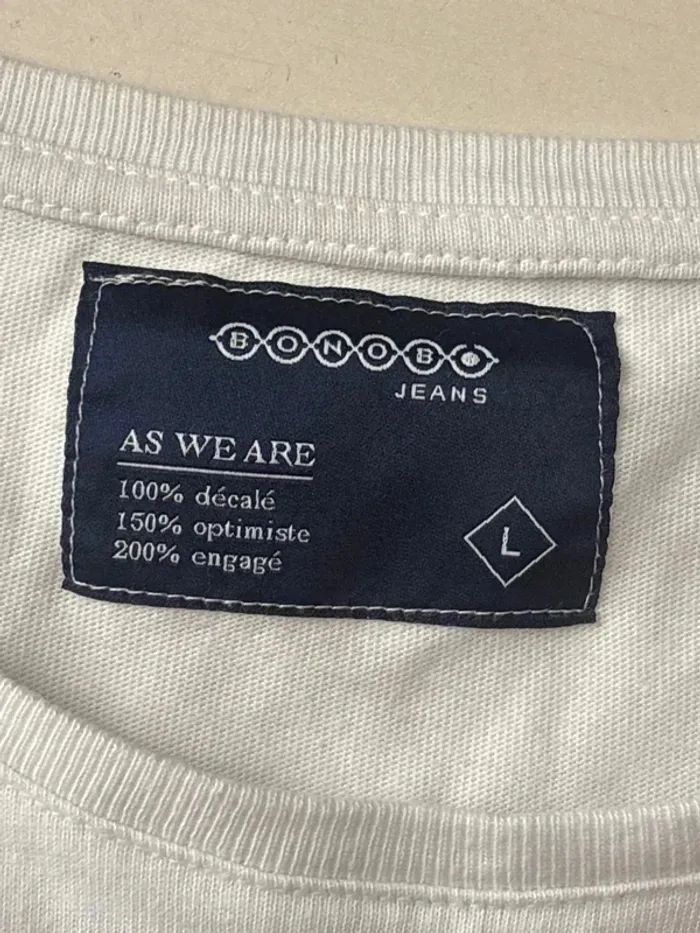 BONOBO
JEANS
AS WE ARE
100% décalé
150% optimiste
200% engagé
L